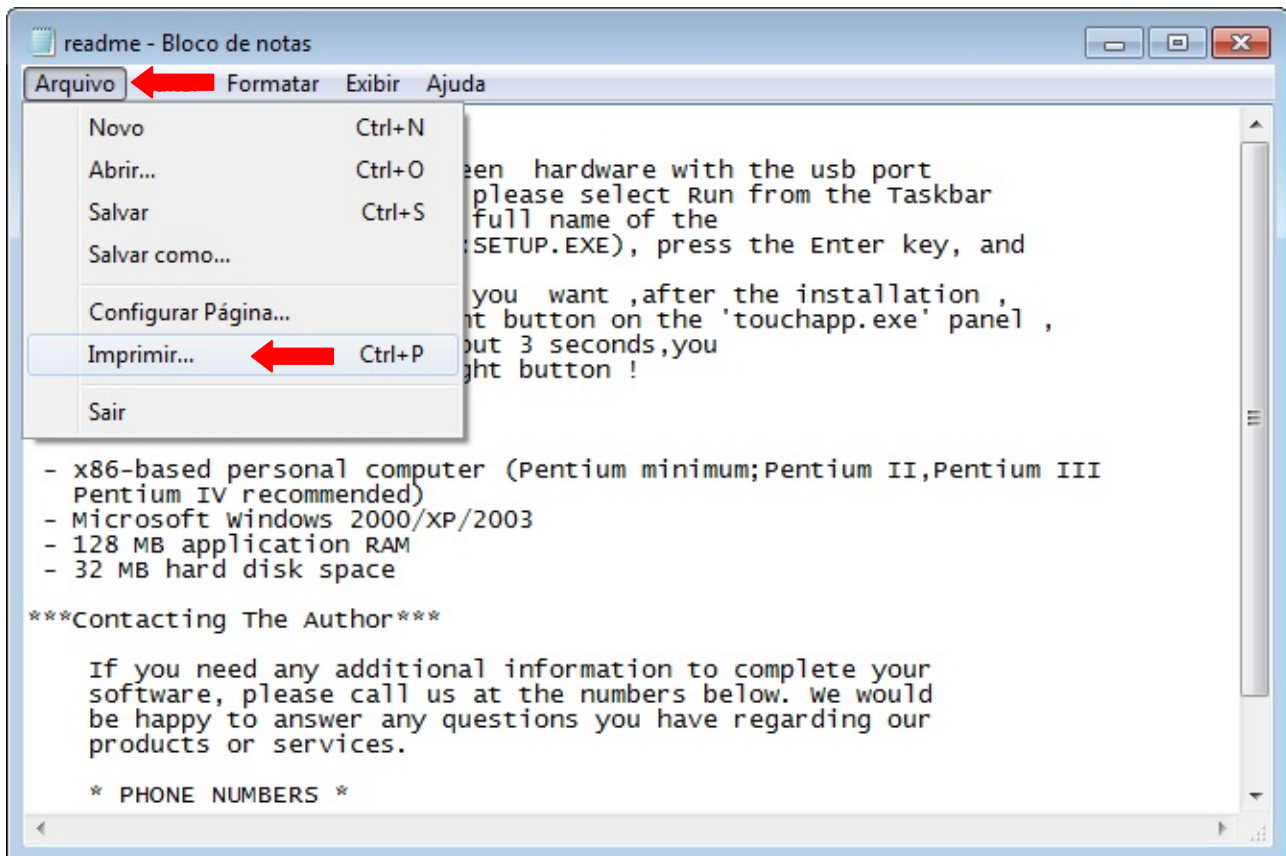 readme - Bloco de notas
Arquivo Formatar Exibir Ajuda
Novo Ctrl+N
Abrir... Ctrl+O
Salvar Ctrl+S
Salvar como...
Configurar Página...
Imprimir... Ctrl+P
Sair
hardware with the usb port
please select Run from the Taskbar
full name of the
:SETUP.EXE), press the Enter key, and
you want ,after the installation ,
button on the 'touchapp.exe' panel ,
3 seconds,you
button !
- x86-based personal computer (Pentium minimum;Pentium II,Pentium III
Pentium IV recommended)
- Microsoft Windows 2000/XP/2003
- 128 MB application RAM
- 32 MB hard disk space
***Contacting The Author***
If you need any additional information to complete your
software, please call us at the numbers below. We would
be happy to answer any questions you have regarding our
products or services.
* PHONE NUMBERS *